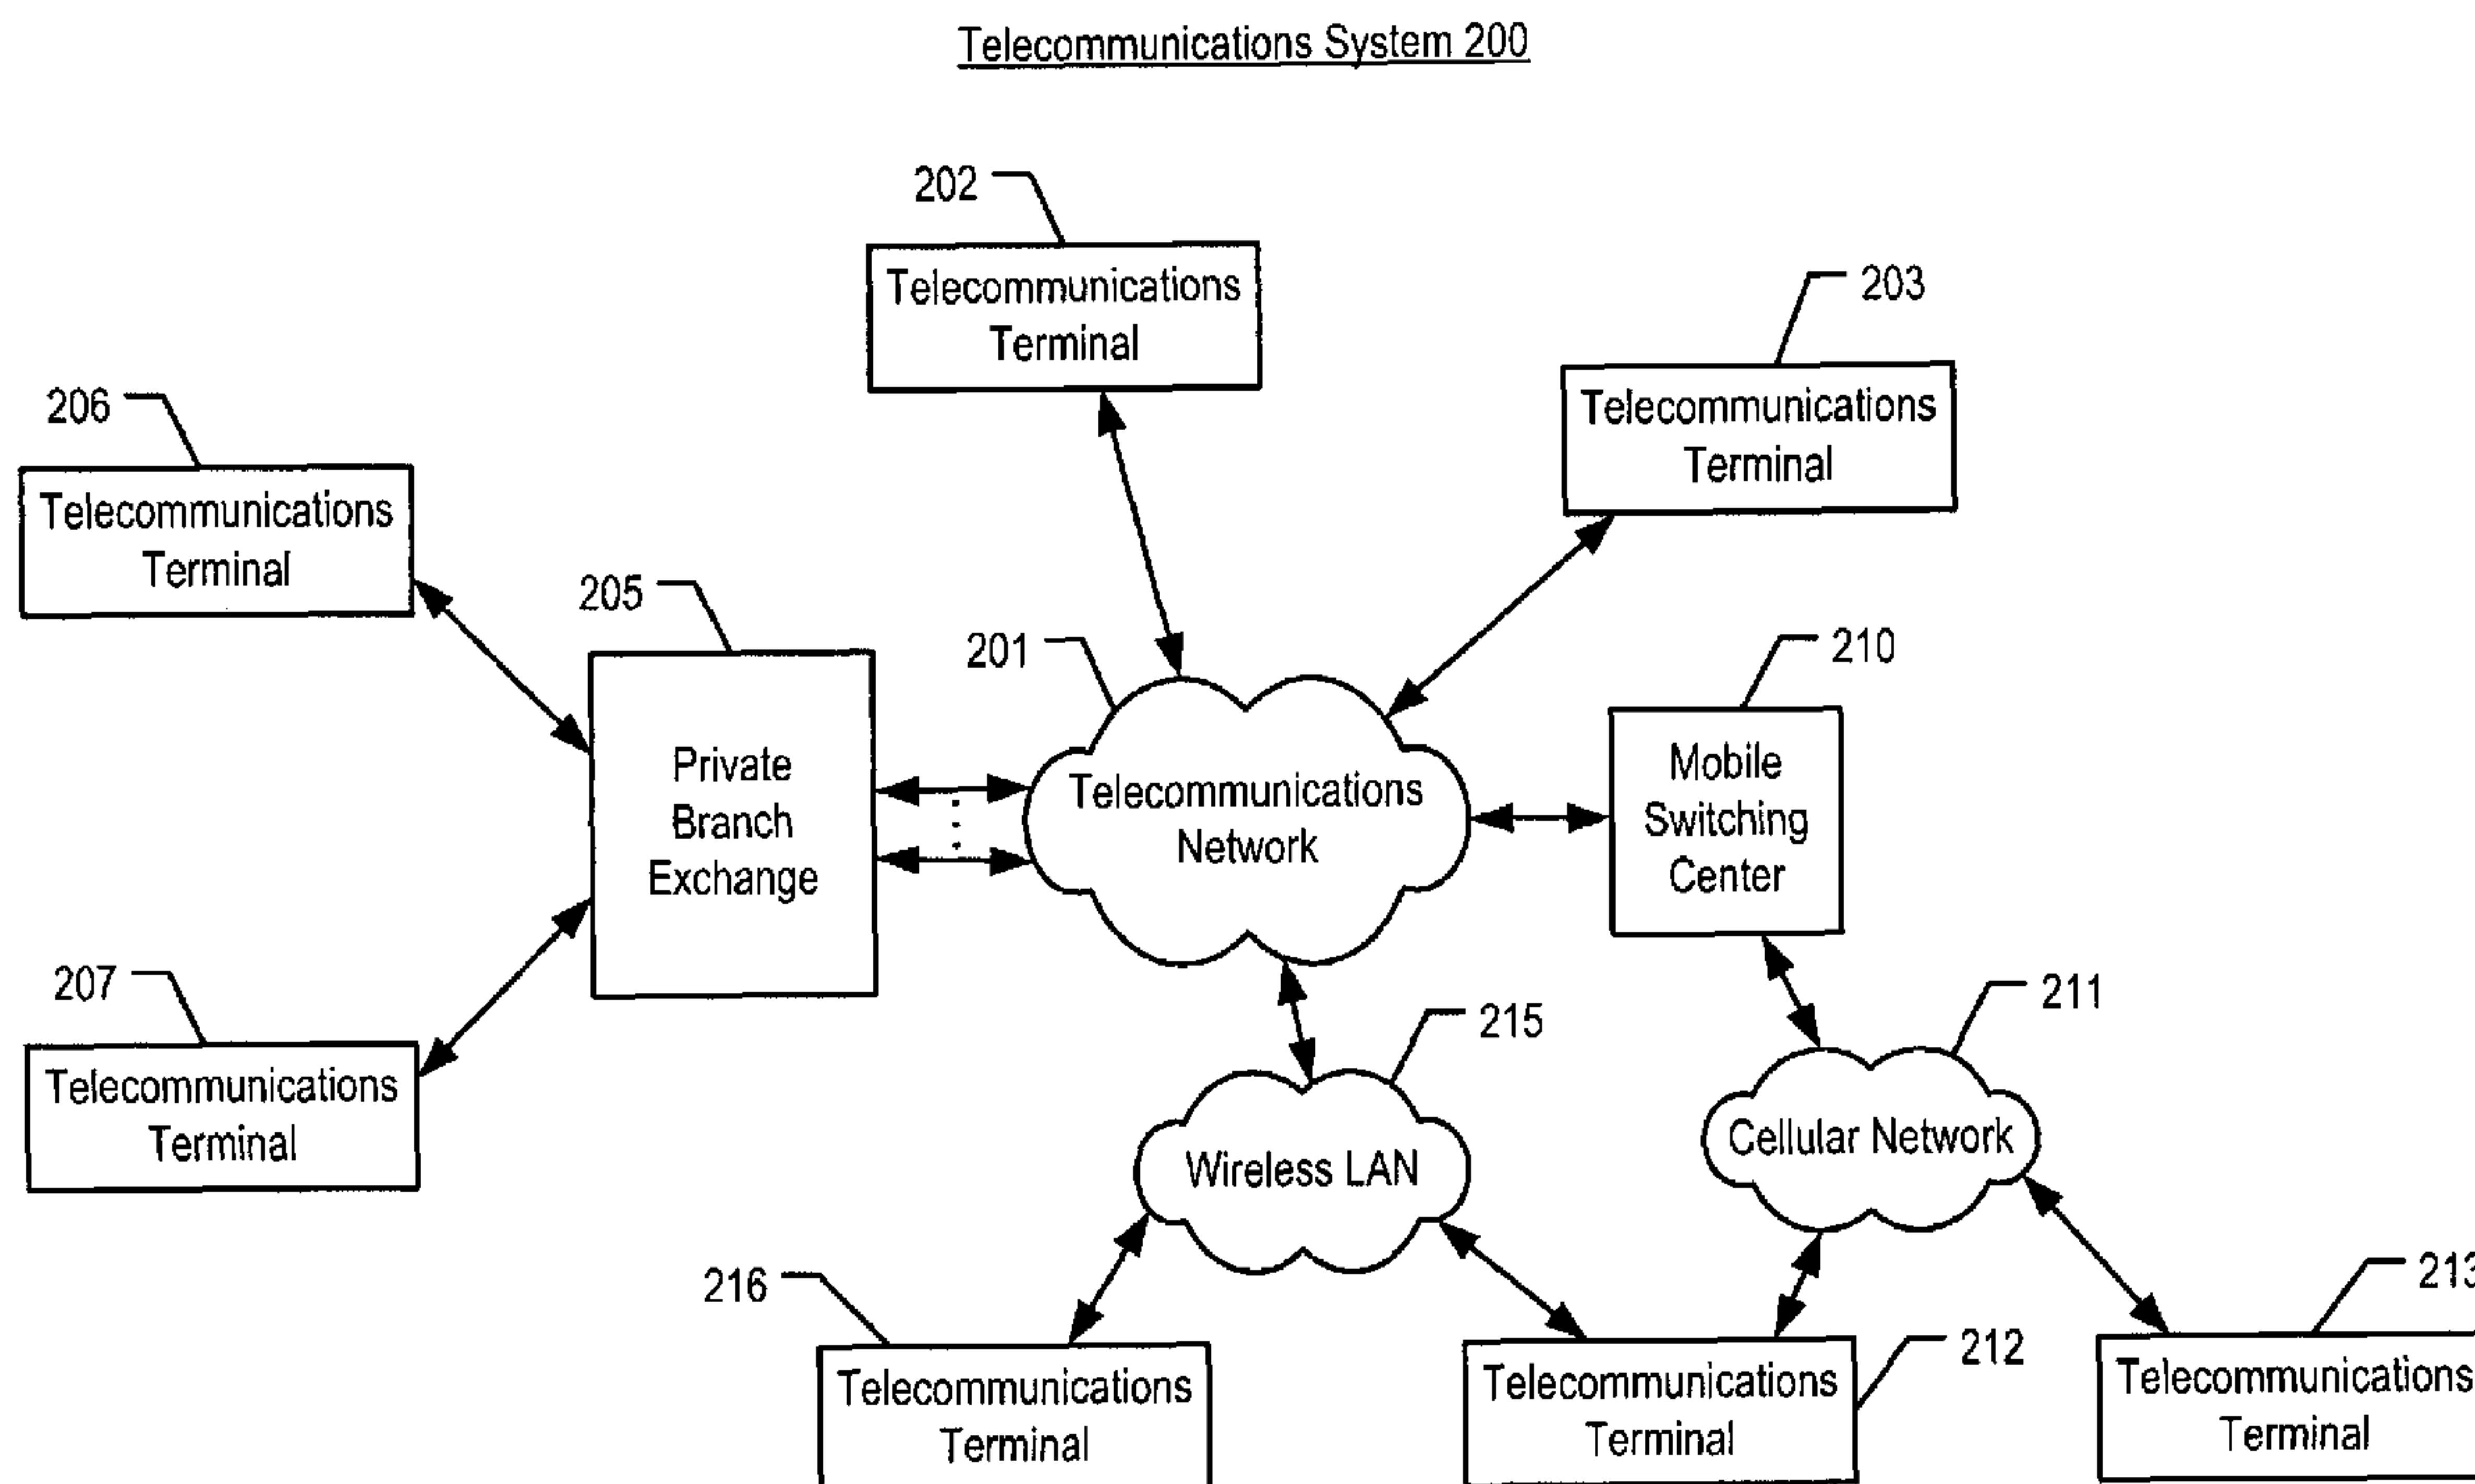 Telecommunications System 200
202
Telecommunications
Terminal
203
Telecommunications
Terminal
206
Telecommunications
Terminal
205
Private
Branch
Exchange
201
Telecommunications
Network
210
Mobile
Switching
Center
207
Telecommunications
Terminal
215
Wireless LAN
211
Cellular Network
216
Telecommunications
Terminal
212
Telecommunications
Terminal
213
Telecommunications
Terminal